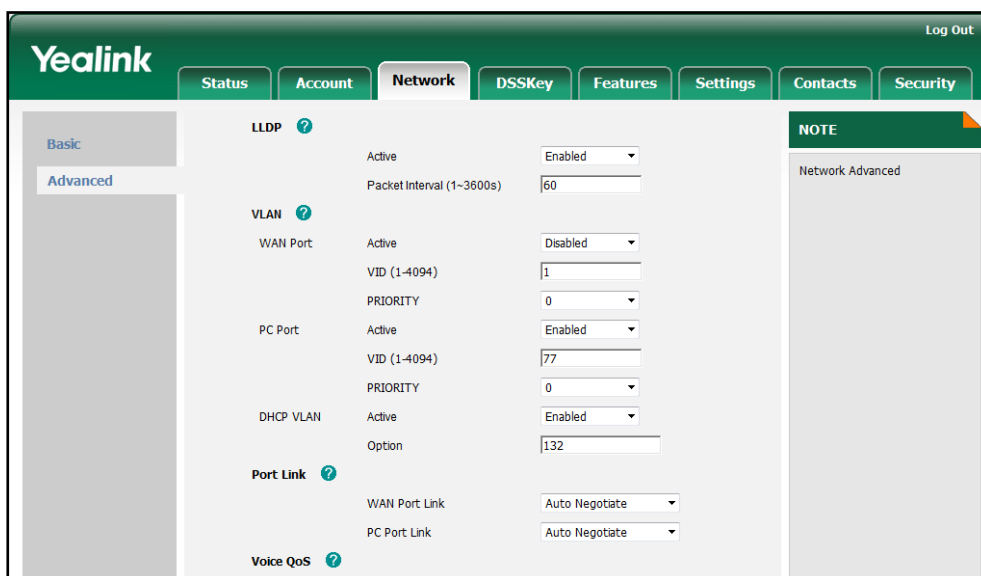 Log Out
Yealink
Status Account Network DSSKey Features Settings Contacts Security
Basic
Advanced
LLDP ?
Active Enabled
Packet Interval (1~3600s) 60
VLAN ?
WAN Port Active Disabled
VID (1-4094) 1
PRIORITY 0
PC Port Active Enabled
VID (1-4094) 77
PRIORITY 0
DHCP VLAN Active Enabled
Option 132
Port Link ?
WAN Port Link Auto Negotiate
PC Port Link Auto Negotiate
Voice QoS ?
NOTE
Network Advanced